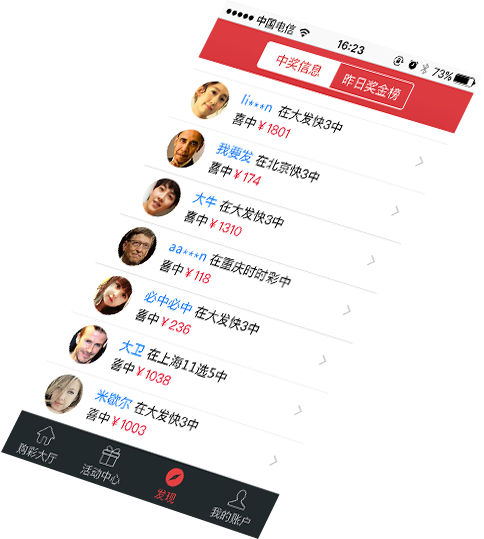 中国电信 16:23 73%
中奖信息 昨日奖金榜
li***n 在大发快3中
喜中￥1801
我要发 在北京快3中
喜中￥174
大牛 在大发快3中
喜中￥1310
aa***n 在重庆时时彩中
喜中￥118
必中必中 在大发快3中
喜中￥236
大卫 在上海11选5中
喜中￥1038
米歇尔 在大发快3中
喜中￥1003
购彩大厅 活动中心 发现 我的账户